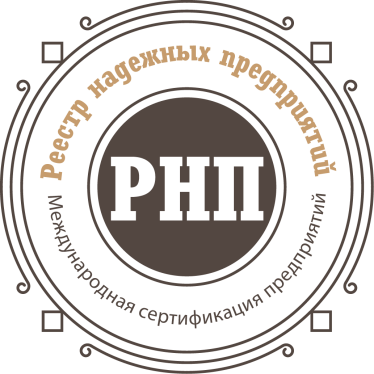 Реестр надежных предприятий
РНП
Международная сертификация предприятий